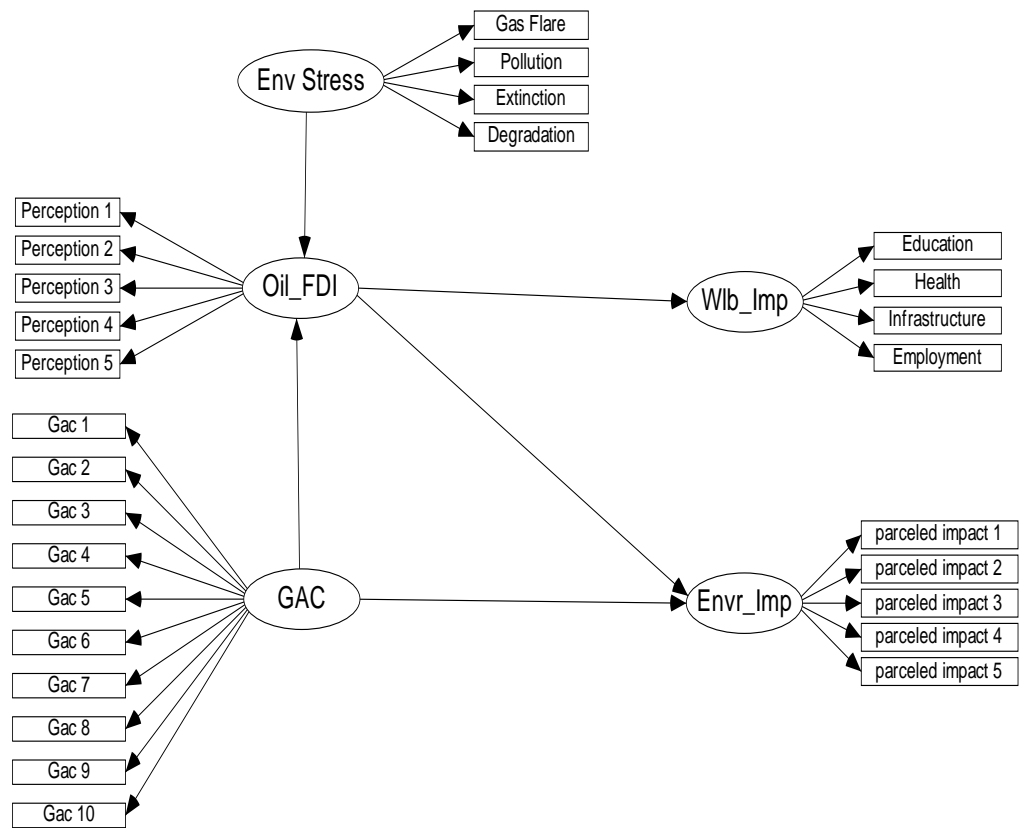 Gas Flare
Pollution
Extinction
Degradation
Env Stress
Perception 1
Perception 2
Perception 3
Perception 4
Perception 5
Oil_FDI
Wlb_Imp
Education
Health
Infrastructure
Employment
Gac 1
Gac 2
Gac 3
Gac 4
Gac 5
Gac 6
Gac 7
Gac 8
Gac 9
Gac 10
GAC
Envr_Imp
parceled impact 1
parceled impact 2
parceled impact 3
parceled impact 4
parceled impact 5